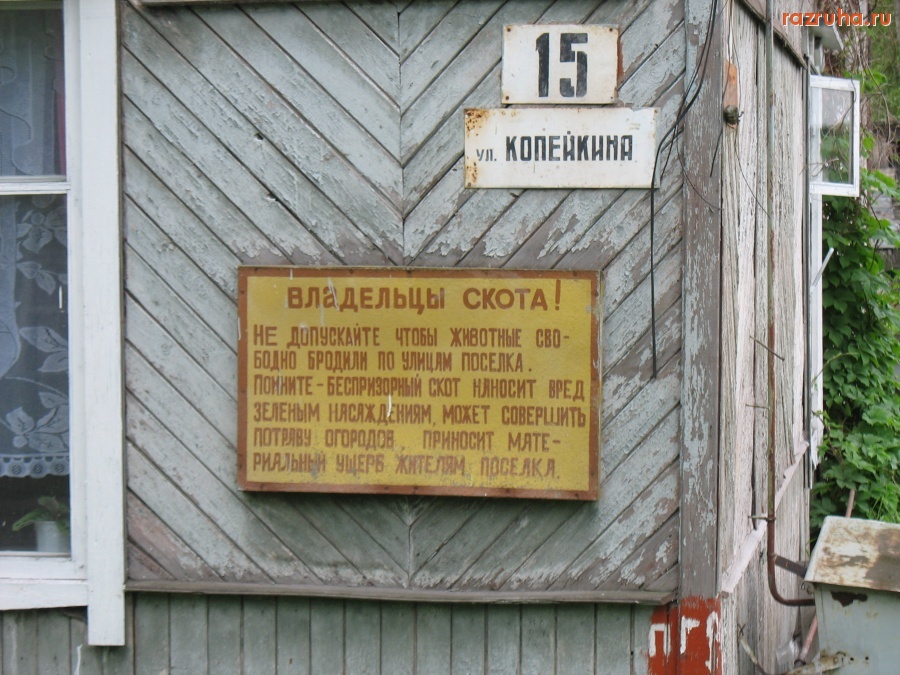 razruha.ru
15
ул. КОПЕЙКИНА
ВЛАДЕЛЬЦЫ СКОТА!
НЕ ДОПУСКАЙТЕ ЧТОБЫ ЖИВОТНЫЕ СВО-
БОДНО БРОДИЛИ ПО УЛИЦАМ ПОСЕЛКА.
ПОМНИТЕ - БЕСПРИЗОРНЫЙ СКОТ НАНОСИТ ВРЕД
ЗЕЛЕНЫМ НАСАЖДЕНИЯМ, МОЖЕТ СОВЕРШИТЬ
ПОТРАВУ ОГОРОДОВ, ПРИНОСИТ МАТЕ-
РИАЛЬНЫЙ УЩЕРБ ЖИТЕЛЯМ ПОСЕЛКА.
ПГ